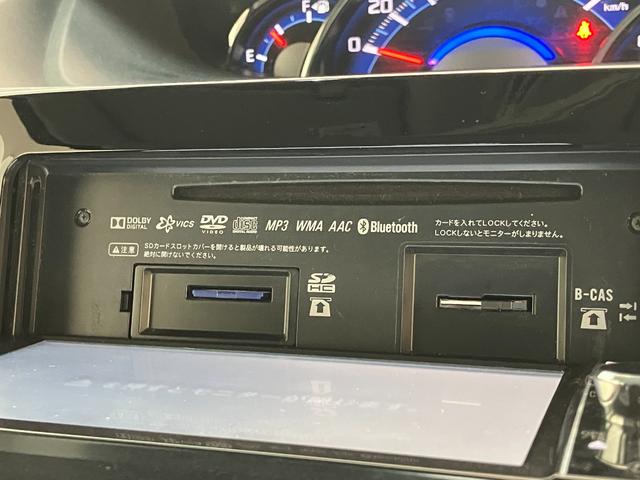 F
E
20
0
km/h
DOLBY DIGITAL
VICS
DVD VIDEO
COMPACT disc DIGITAL AUDIO
MP3 WMA AAC
Bluetooth
カードを入れてLOCKしてください。
LOCKしないとモニターがしまりません。
注意
SDカードスロットカバーを開けると製品が壊れる可能性があります。
絶対に開けないでください。
SD HC
B-CAS